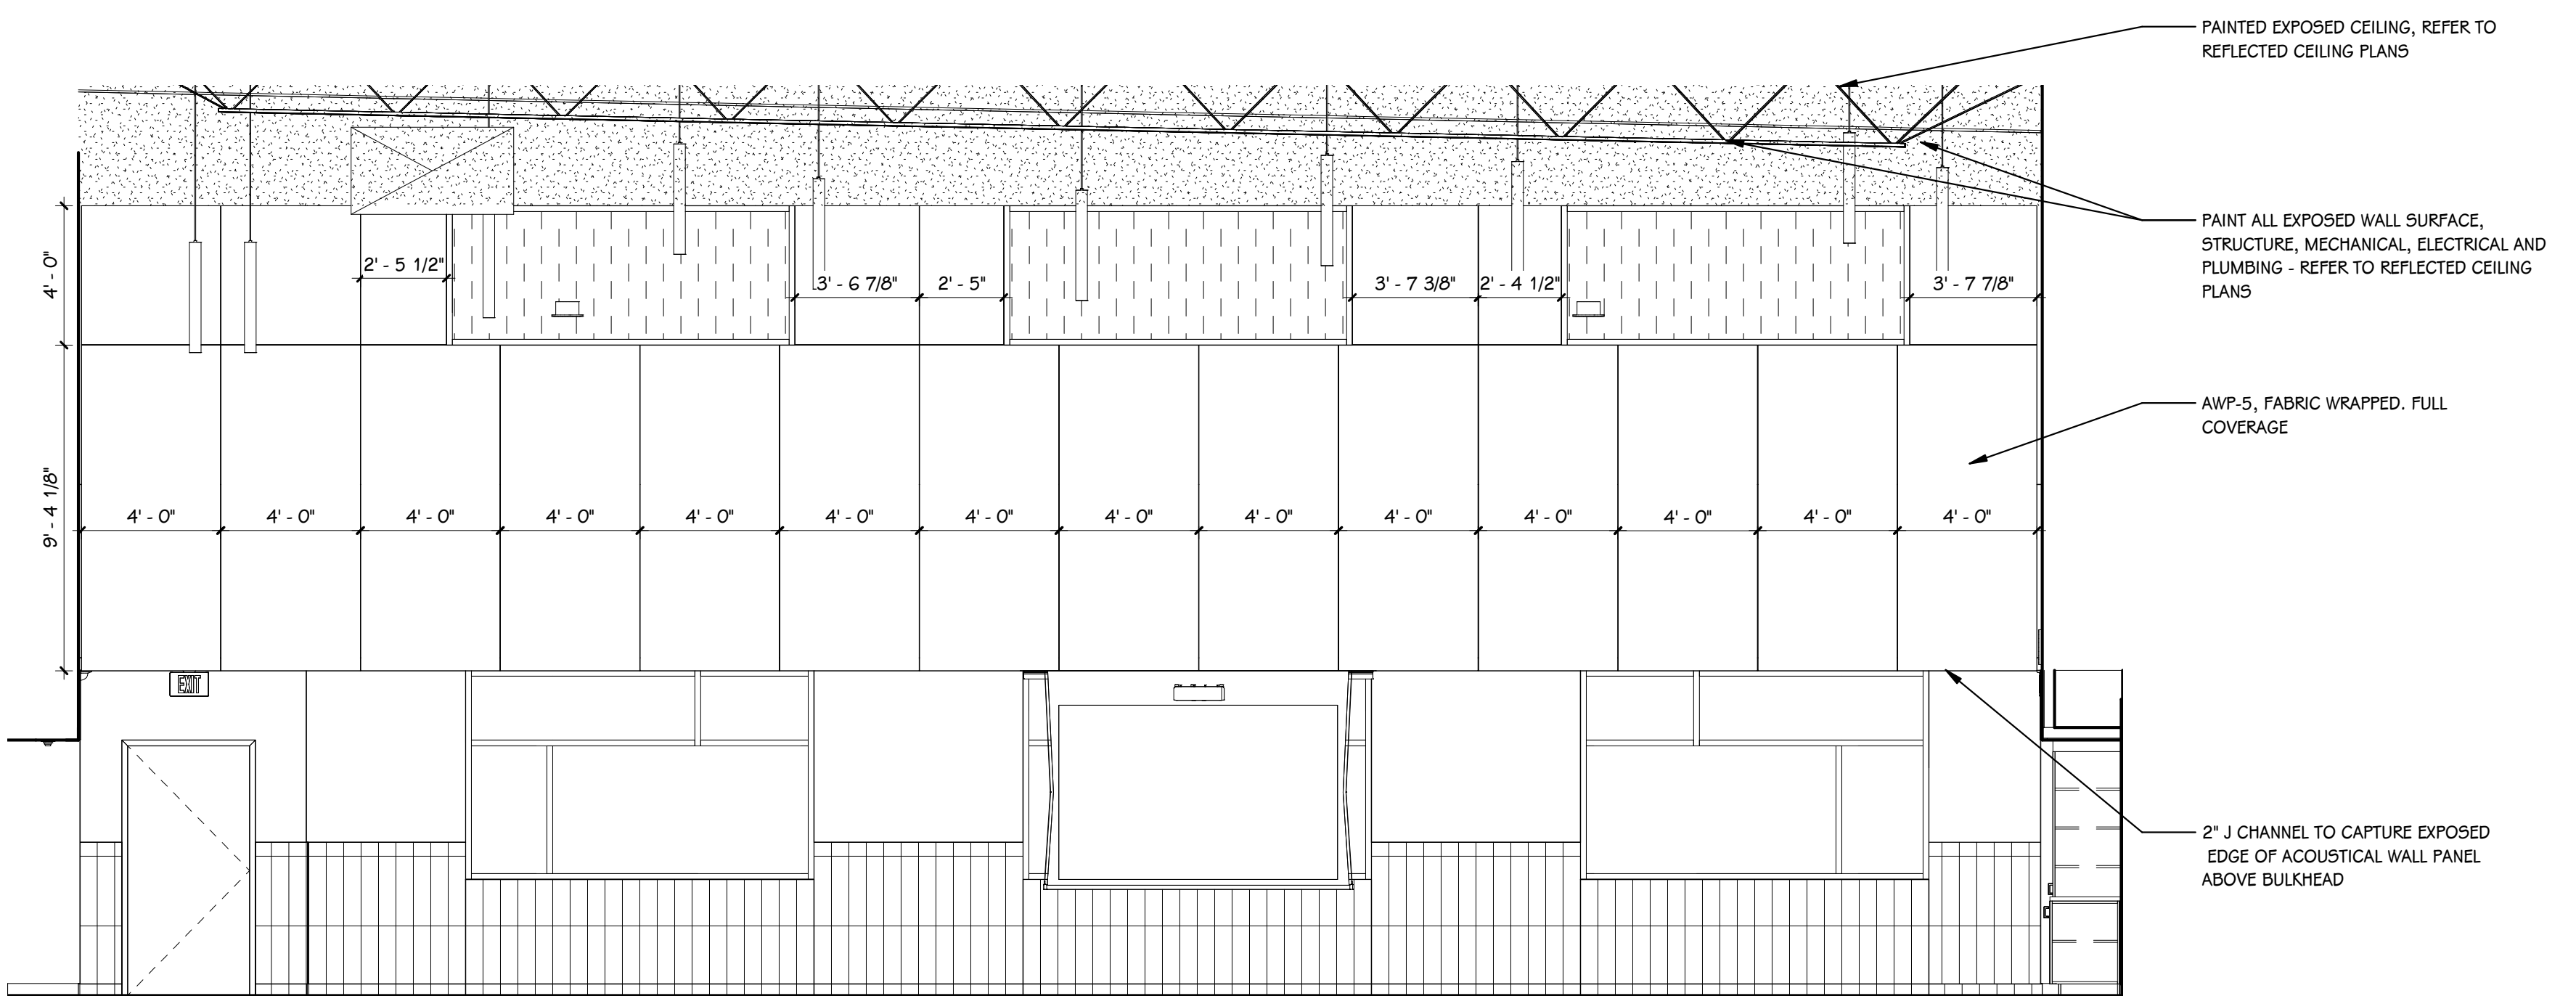 PAINTED EXPOSED CEILING, REFER TO
REFLECTED CEILING PLANS
PAINT ALL EXPOSED WALL SURFACE,
STRUCTURE, MECHANICAL, ELECTRICAL AND
PLUMBING - REFER TO REFLECTED CEILING
PLANS
4' - 0"
2' - 5 1/2"
3' - 6 7/8"
2' - 5"
3' - 7 3/8"
2' - 4 1/2"
3' - 7 7/8"
AWP-5, FABRIC WRAPPED. FULL
COVERAGE
9' - 4 1/8"
4' - 0"
4' - 0"
4' - 0"
4' - 0"
4' - 0"
4' - 0"
4' - 0"
4' - 0"
4' - 0"
4' - 0"
4' - 0"
4' - 0"
4' - 0"
4' - 0"
EXIT
2" J CHANNEL TO CAPTURE EXPOSED
EDGE OF ACOUSTICAL WALL PANEL
ABOVE BULKHEAD